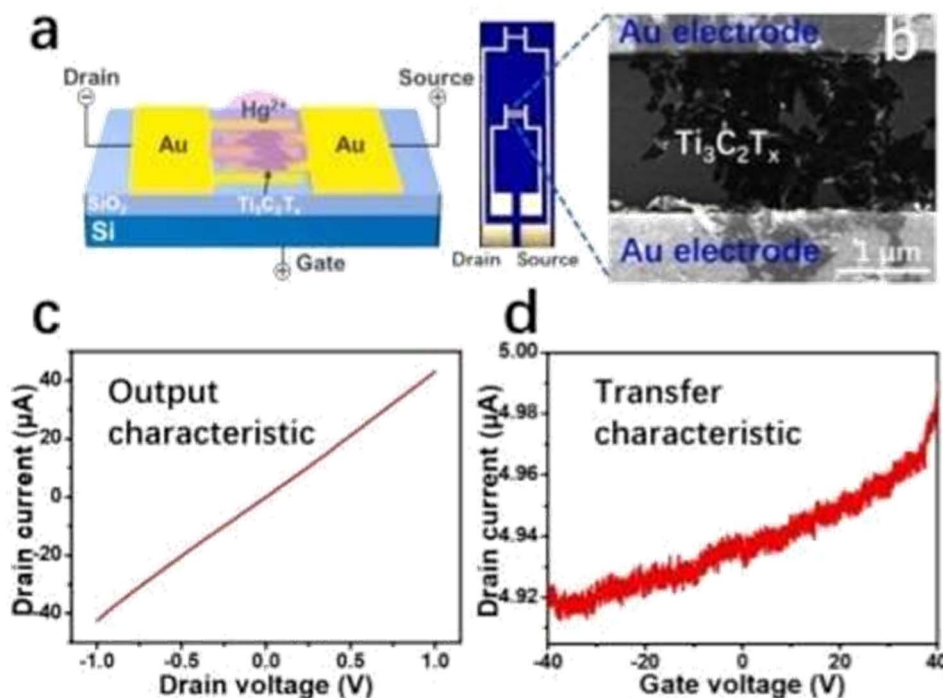 a
Drain
Source
Hg²⁺
Au
Au
SiO₂
Ti₃C₂Tₓ
Si
Gate
Drain Source
b
Au electrode
Ti₃C₂Tₓ
Au electrode
1 μm
c
Output
characteristic
Drain current (μA)
40
20
0
-20
-40
-1.0 -0.5 0.0 0.5 1.0
Drain voltage (V)
d
Transfer
characteristic
Drain current (μA)
5.00
4.98
4.96
4.94
4.92
-40 -20 0 20 40
Gate voltage (V)